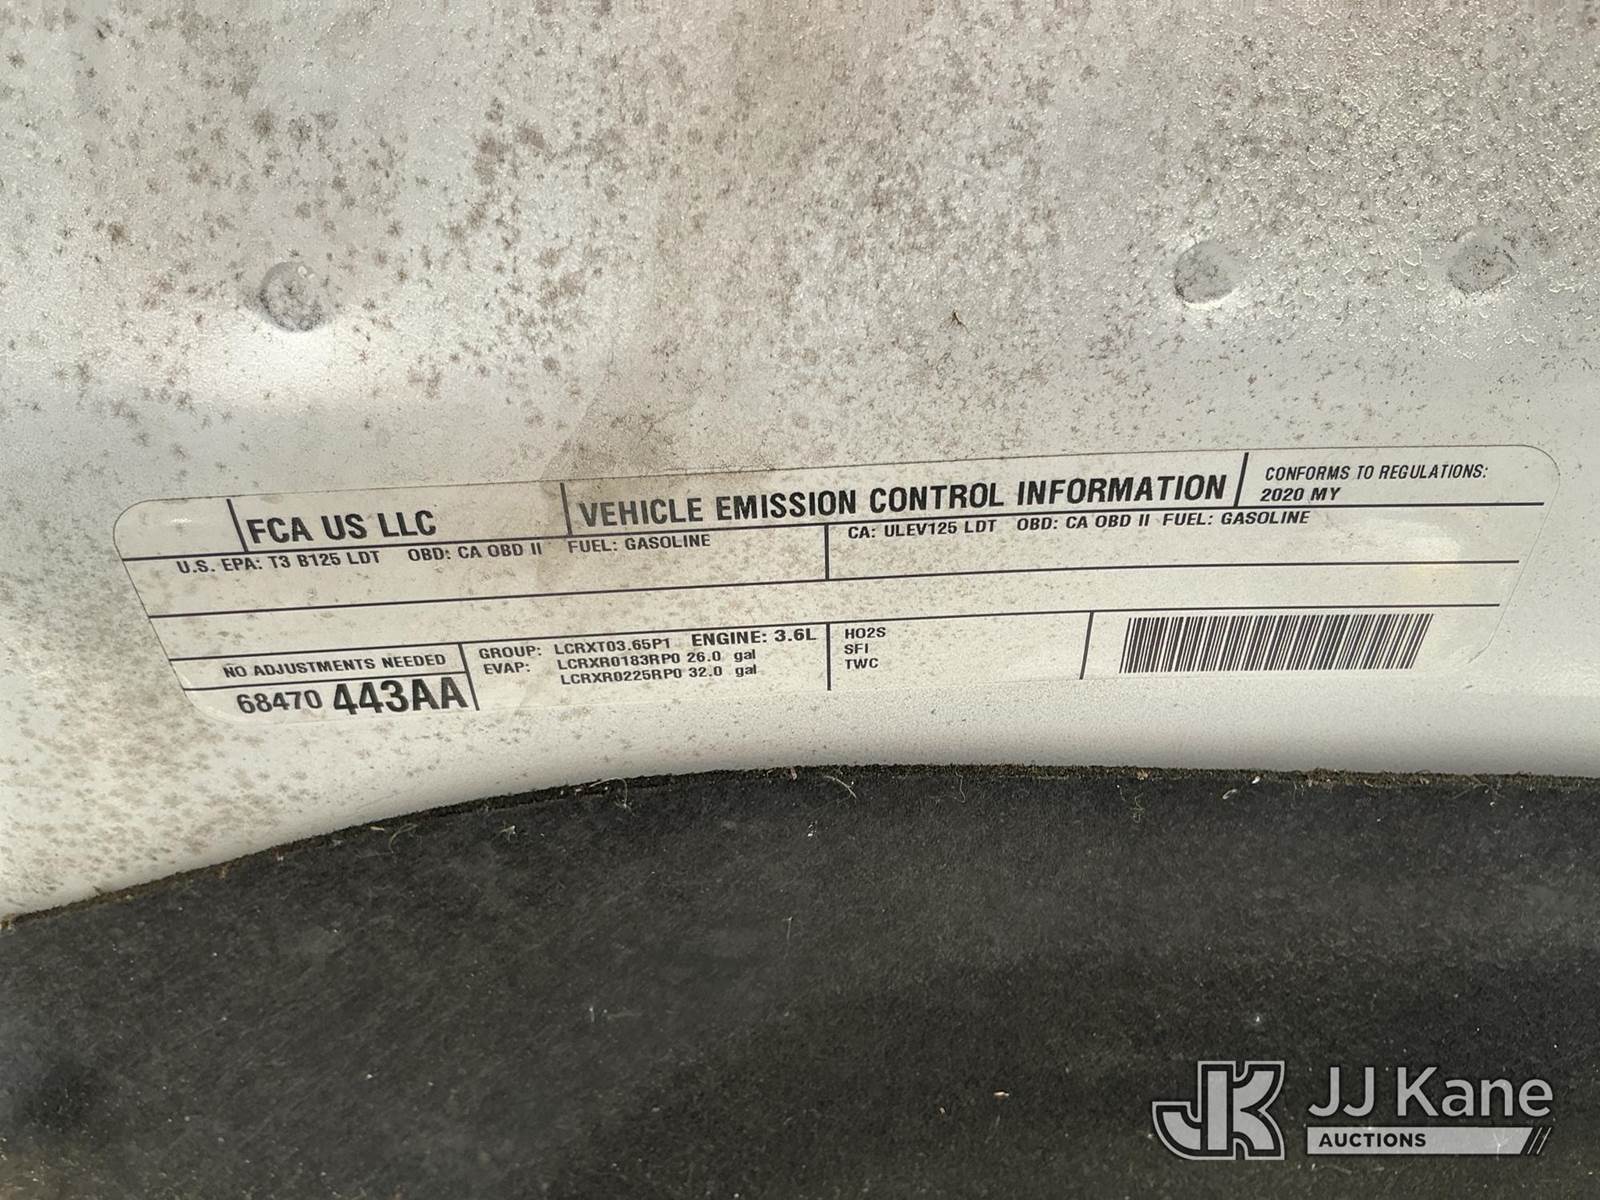 FCA US LLC
VEHICLE EMISSION CONTROL INFORMATION
CONFORMS TO REGULATIONS:
2020 MY
U.S. EPA: T3 B125 LDT OBD: CA OBD II FUEL: GASOLINE
CA: ULEV125 LDT OBD: CA OBD II FUEL: GASOLINE
NO ADJUSTMENTS NEEDED
68470 443AA
GROUP: LCRXT03.65P1 ENGINE: 3.6L
EVAP: LCRXR0183RP0 26.0 gal
LCRXR0225RP0 32.0 gal
HO2S
SFI
TWC
JK JJ Kane
AUCTIONS